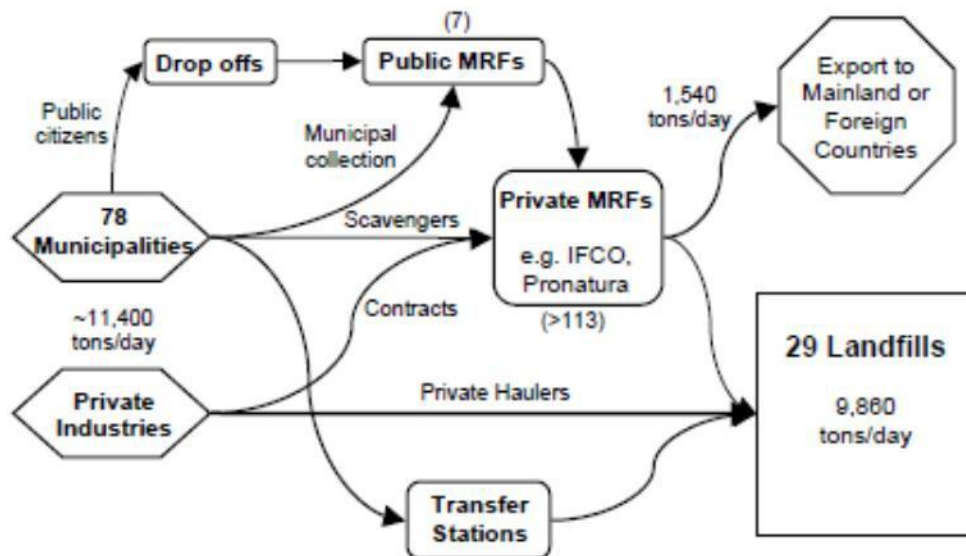 (7)
Drop offs
Public MRFs
Export to
Mainland or
Foreign
Countries
1,540
tons/day
Public
citizens
Municipal
collection
78
Municipalities
Scavengers
Private MRFs
e.g. IFCO,
Pronatura
(>113)
Contracts
~11,400
tons/day
29 Landfills
9,860
tons/day
Private
Industries
Private Haulers
Transfer
Stations